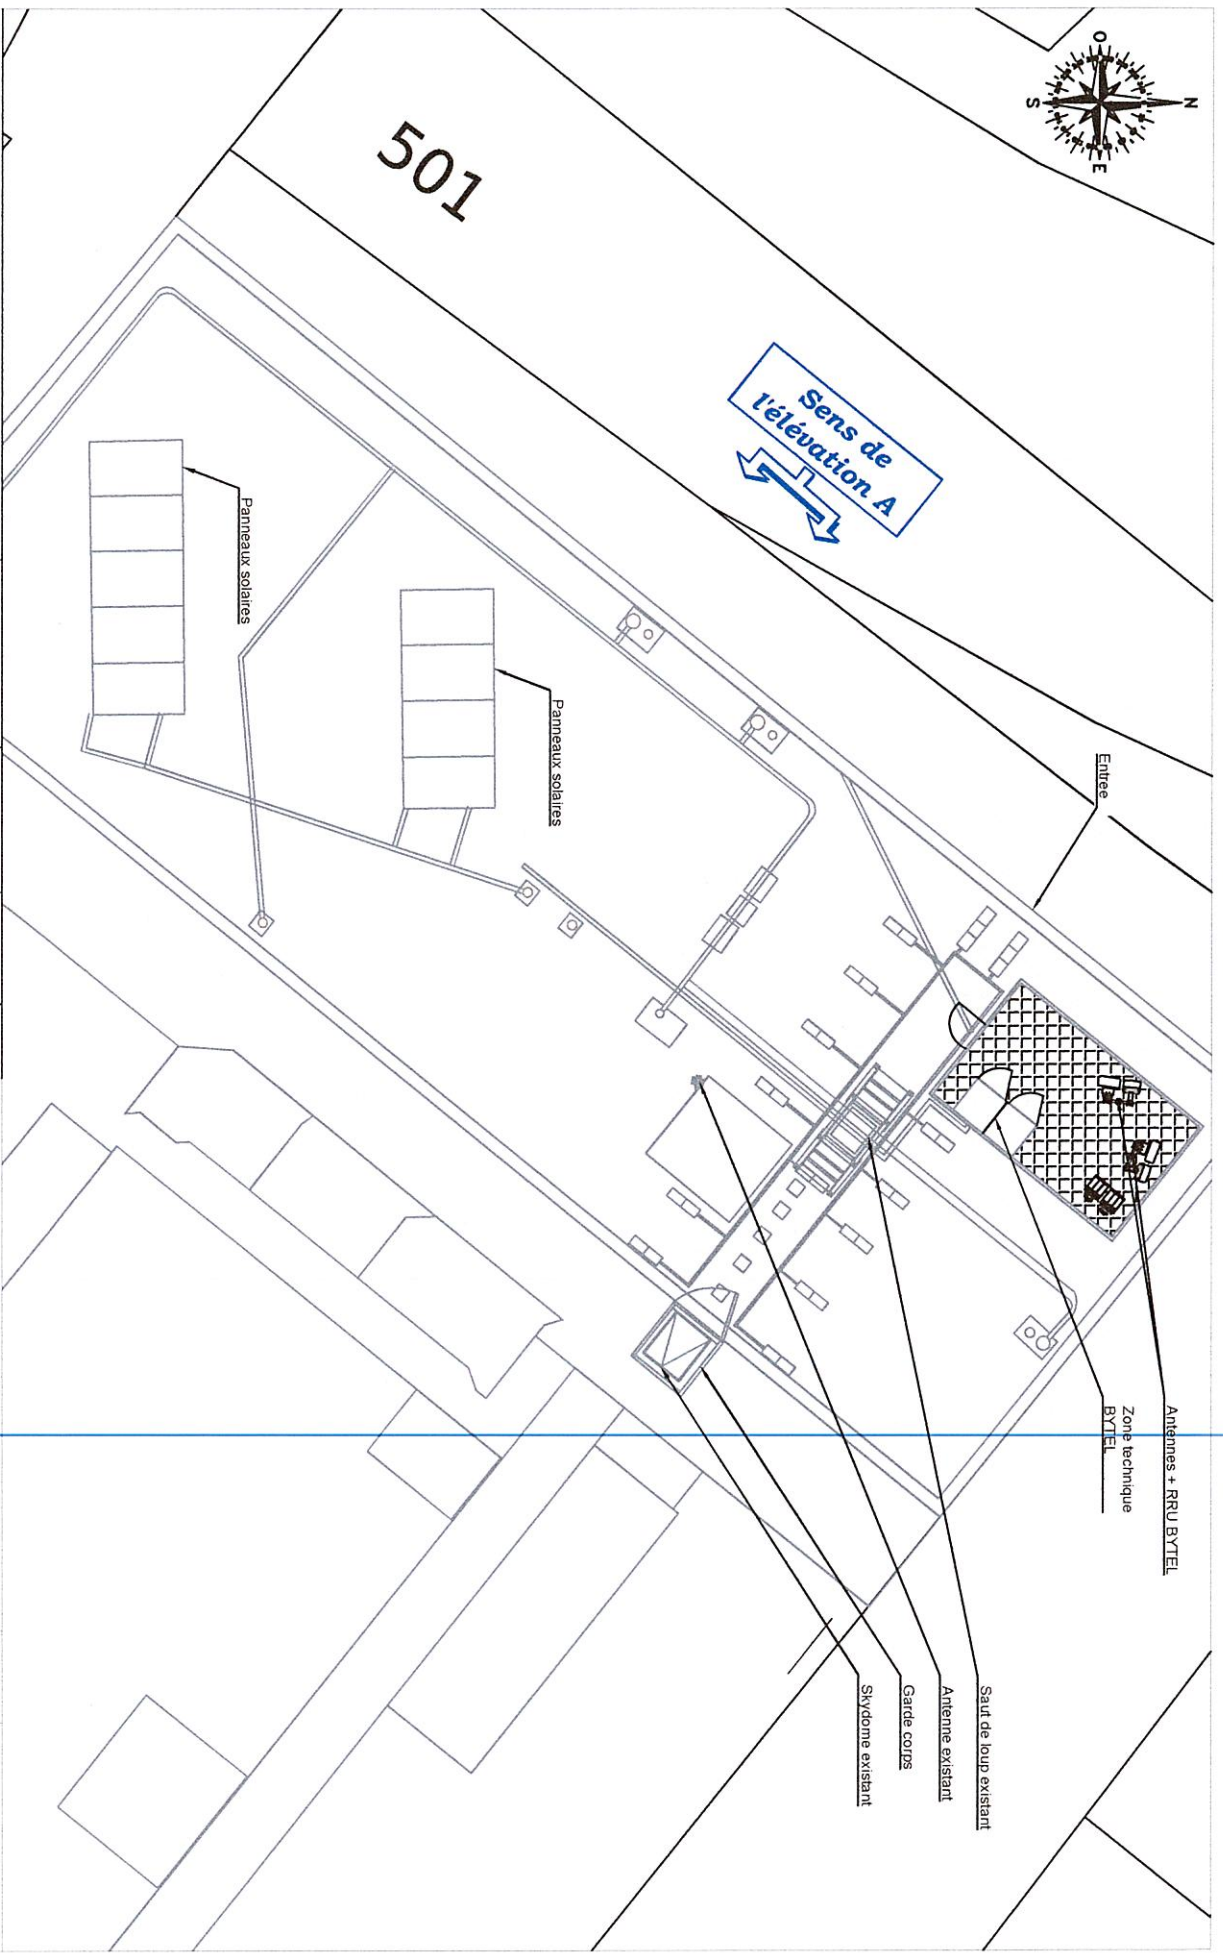 N
O
E
S
501
Sens de
l'élévation A
Entree
Panneaux solaires
Panneaux solaires
Antennes + RRU BYTEL
Zone technique
BYTEL
Saut de loup existant
Antenne existant
Garde corps
Skydome existant